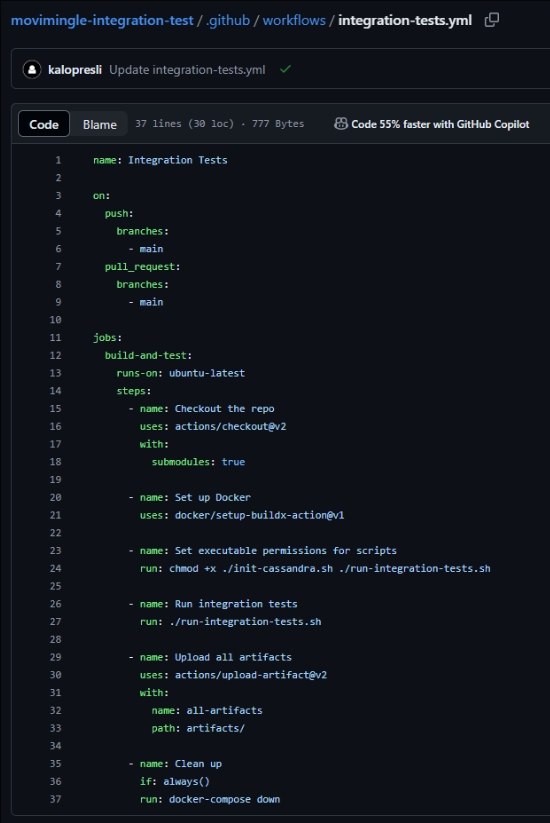 movimingle-integration-test / .github / workflows / integration-tests.yml
kalopresli Update integration-tests.yml
Code Blame 37 lines (30 loc) · 777 Bytes Code 55% faster with GitHub Copilot
1 name: Integration Tests
2
3 on:
4   push:
5     branches:
6       - main
7   pull_request:
8     branches:
9       - main
10
11 jobs:
12   build-and-test:
13     runs-on: ubuntu-latest
14     steps:
15       - name: Checkout the repo
16         uses: actions/checkout@v2
17         with:
18           submodules: true
19
20       - name: Set up Docker
21         uses: docker/setup-buildx-action@v1
22
23       - name: Set executable permissions for scripts
24         run: chmod +x ./init-cassandra.sh ./run-integration-tests.sh
25
26       - name: Run integration tests
27         run: ./run-integration-tests.sh
28
29       - name: Upload all artifacts
30         uses: actions/upload-artifact@v2
31         with:
32           name: all-artifacts
33           path: artifacts/
34
35       - name: Clean up
36         if: always()
37         run: docker-compose down